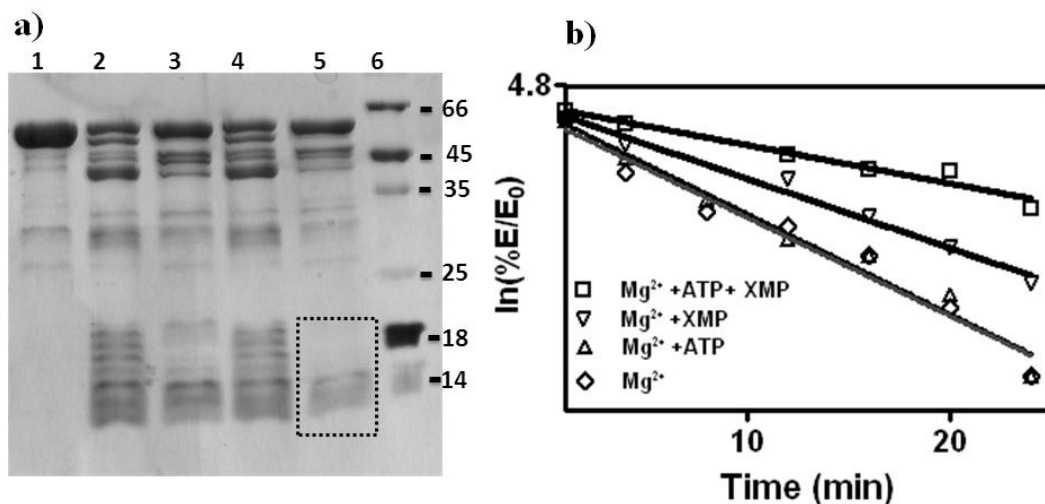 a)
1 2 3 4 5 6
66
45
35
25
18
14
b)
4.8
ln(%E/E₀)
Mg²⁺ +ATP+ XMP
Mg²⁺ +XMP
Mg²⁺ +ATP
Mg²⁺
10 20
Time (min)